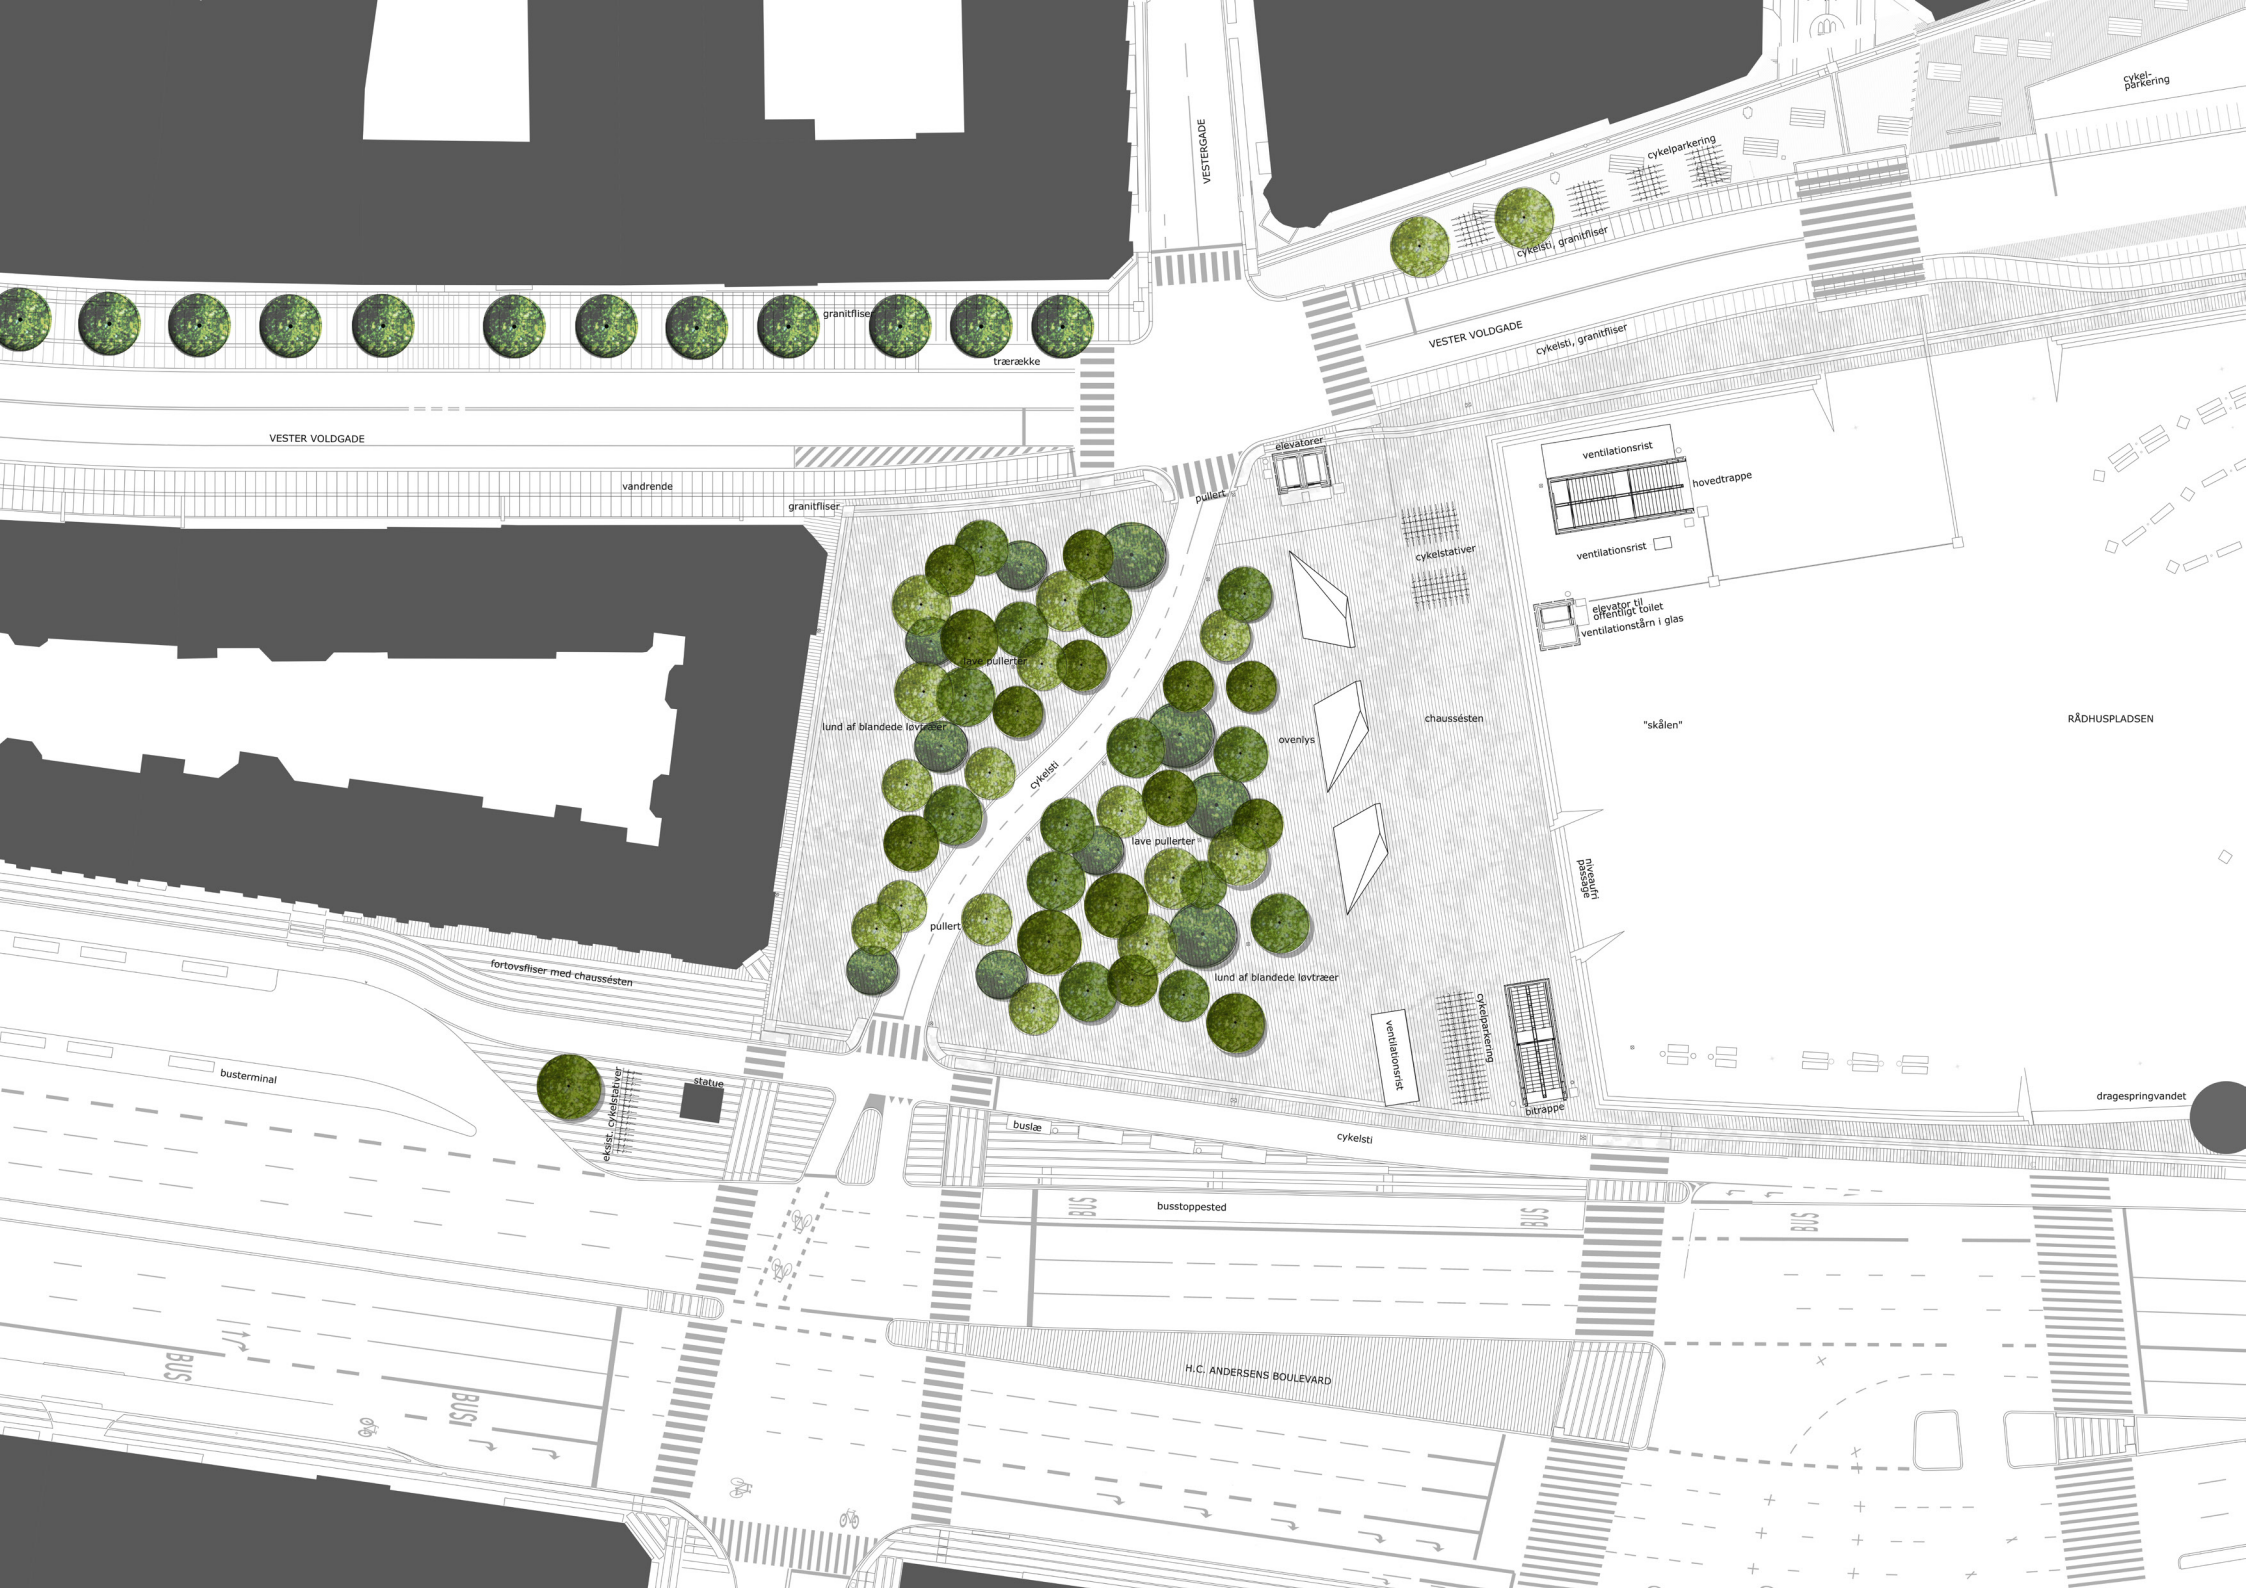 cykel-
parkering
VESTERGADE
cykelparkering
cykelsti, granitfliser
granitfliser
VESTER VOLDGADE
cykelsti, granitfliser
trærække
VESTER VOLDGADE
elevatorer
ventilationsrist
hovedtrappe
vandrende
pullert
granitfliser
cykelstativer
ventilationsrist
elevator til
offentligt toilet
ventilationstårn i glas
lave pullerter
lund af blandede løvtræer
chaussésten
"skålen"
RÅDHUSPLADSEN
ovenlys
cykelsti
lave pullerter
niveaufri
passage
pullert
fortovsfliser med chaussésten
lund af blandede løvtræer
ventilationsrist
cykelparkering
busterminal
eksist. cykelstativer
statue
bitrappe
dragespringvandet
buslæ
cykelsti
busstoppested
BUS
BUS
BUS
H.C. ANDERSENS BOULEVARD
BUS
BUS